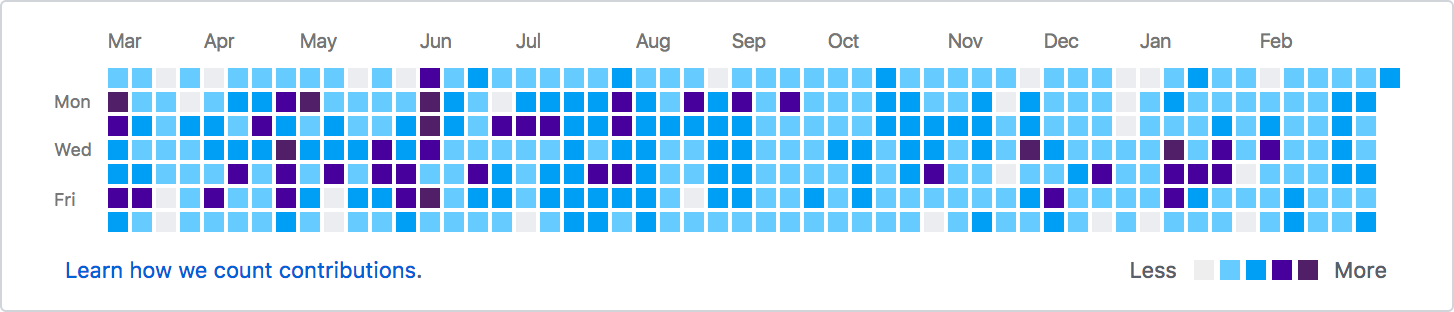 Mar Apr May Jun Jul Aug Sep Oct Nov Dec Jan Feb
Mon
Wed
Fri
Learn how we count contributions. Less More